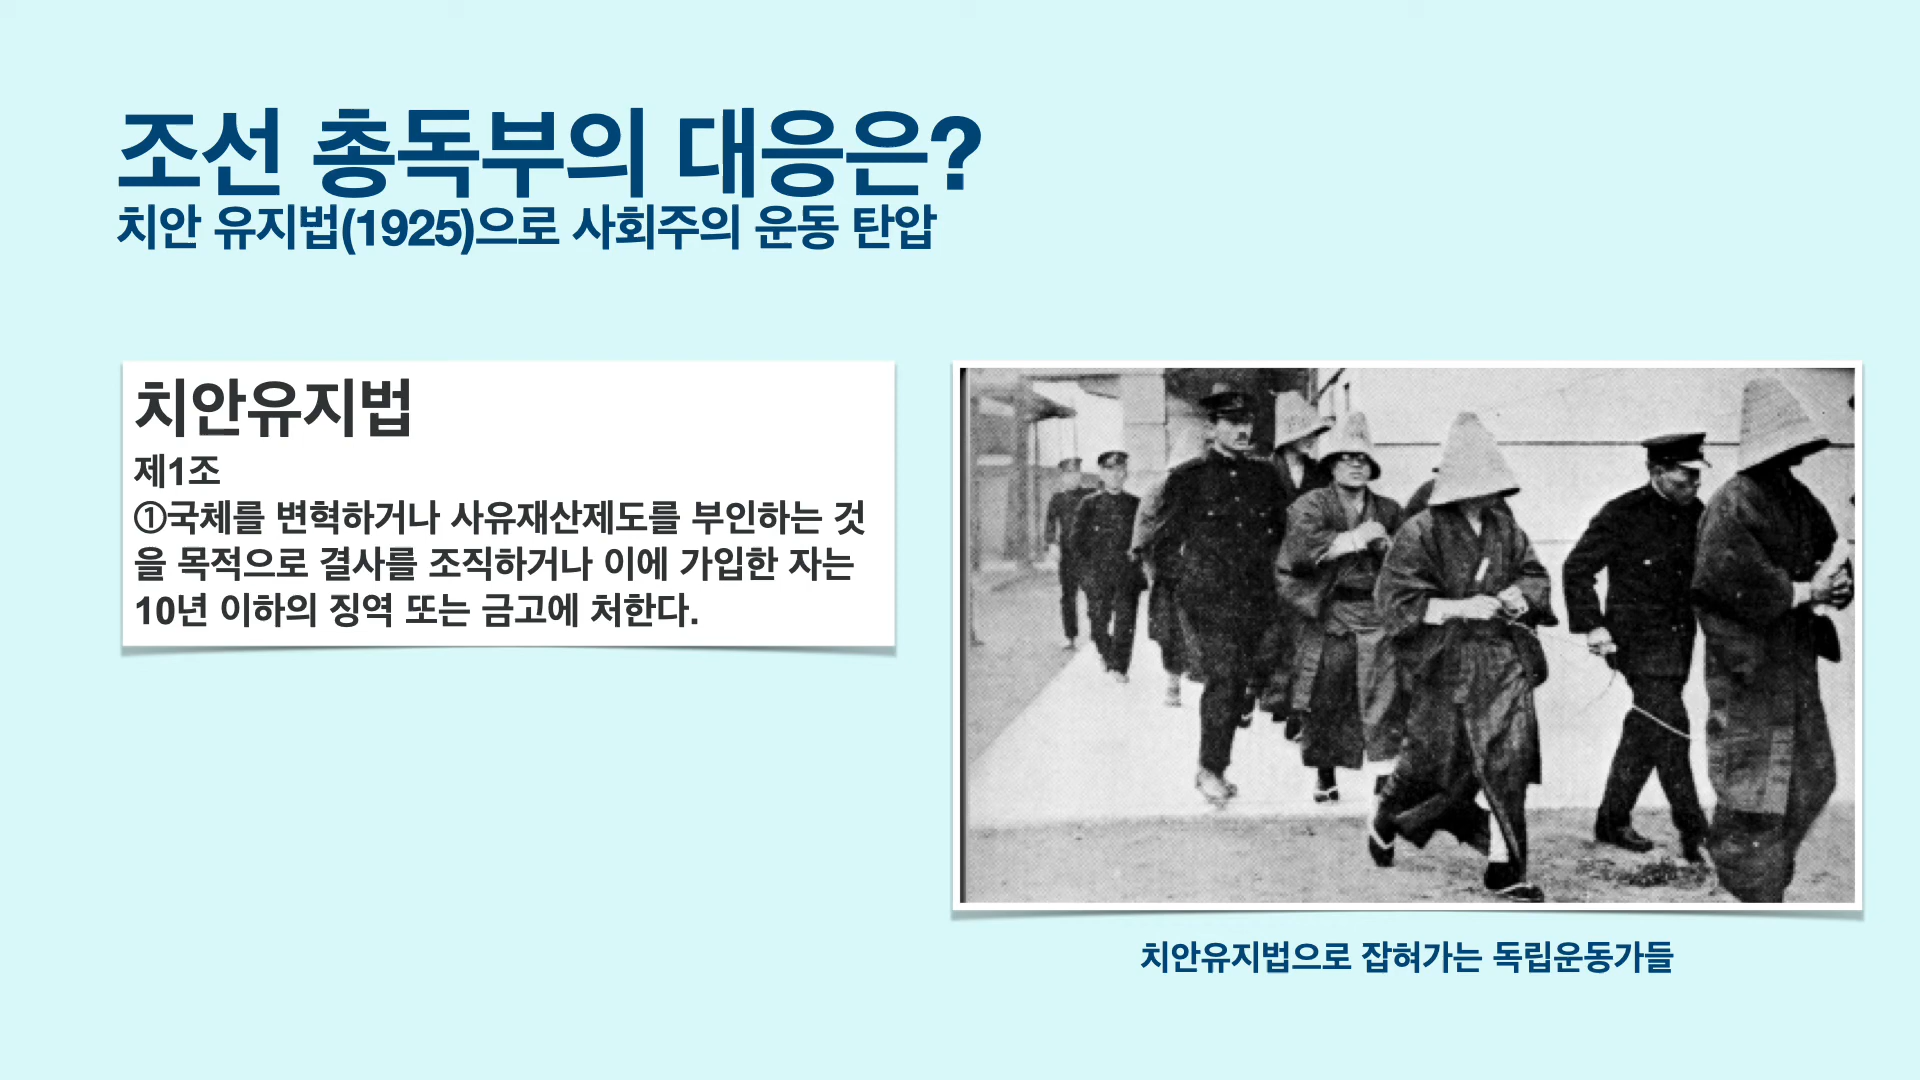 조선 총독부의 대응은?
치안 유지법(1925)으로 사회주의 운동 탄압
치안유지법
제1조
①국체를 변혁하거나 사유재산제도를 부인하는 것
을 목적으로 결사를 조직하거나 이에 가입한 자는
10년 이하의 징역 또는 금고에 처한다.
치안유지법으로 잡혀가는 독립운동가들